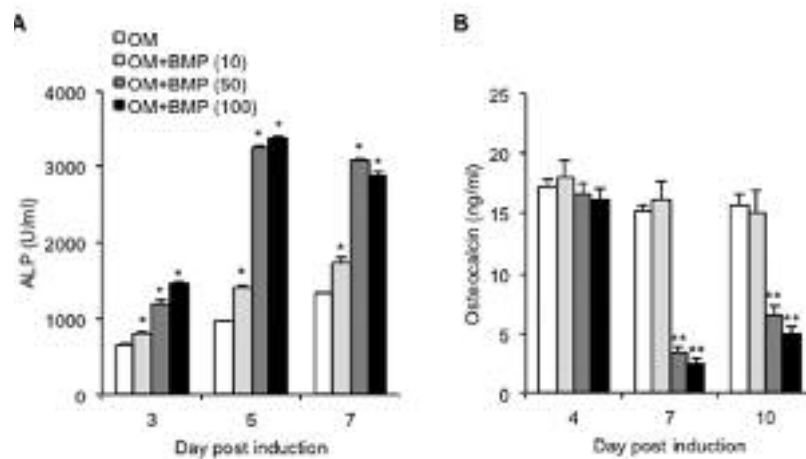 A
OM
OM+BMP (10)
OM+BMP (50)
OM+BMP (100)
ALP (U/ml)
4000
3000
2000
1000
0
* * *
* * *
* * *
3 5 7
Day post induction
B
Osteocalcin (ng/ml)
25
20
15
10
5
0
** **
** **
4 7 10
Day post induction